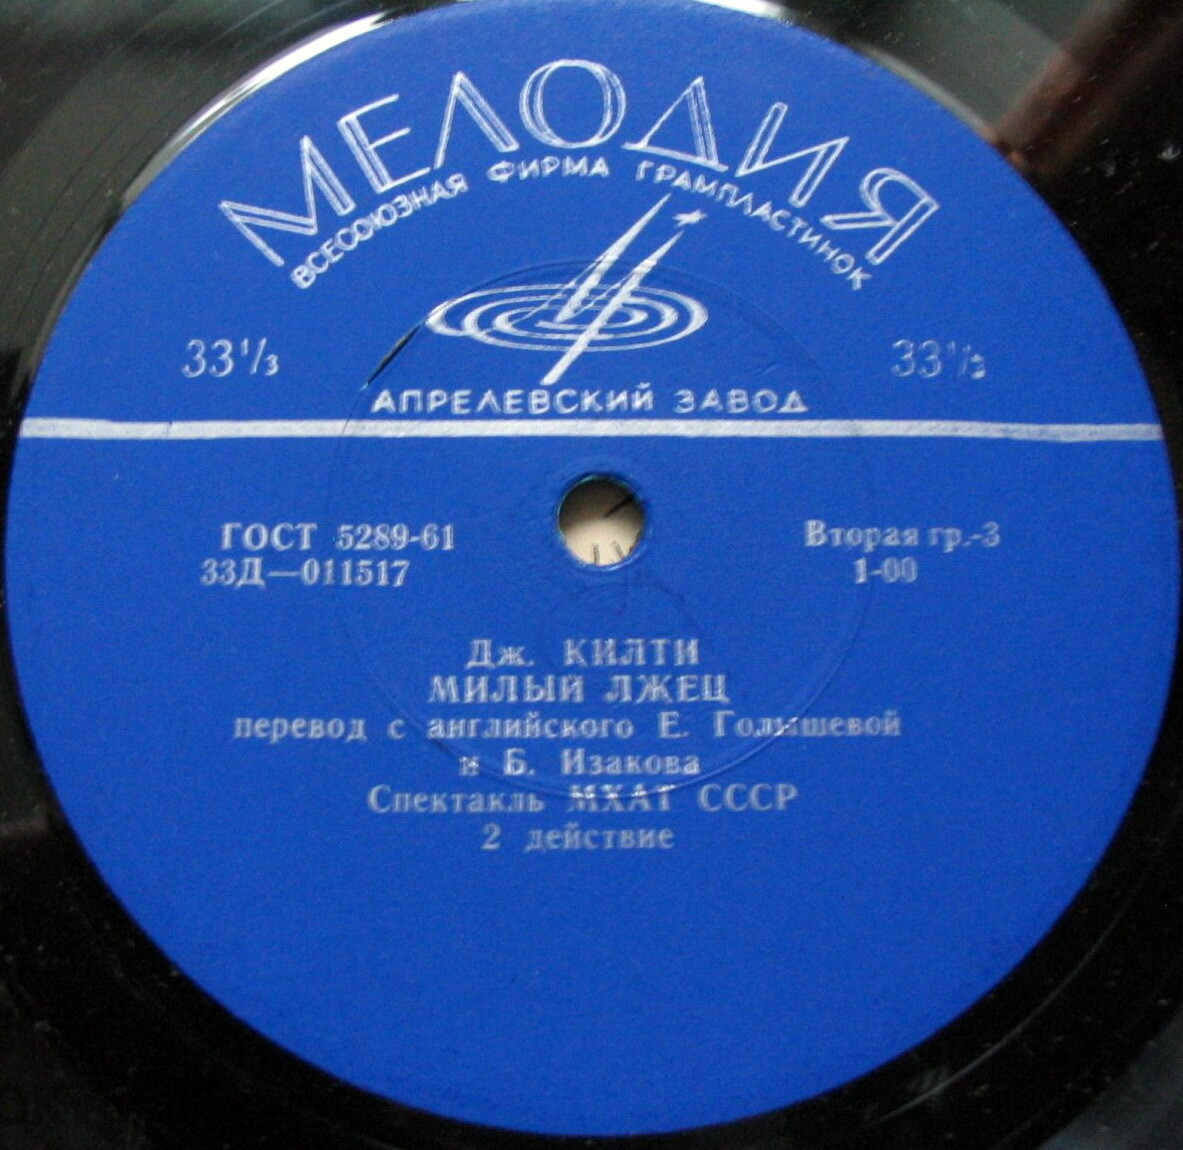 МЕЛОДИЯ
ВСЕСОЮЗНАЯ ФИРМА ГРАМПЛАСТИНОК
33⅓ 33⅓
АПРЕЛЕВСКИЙ ЗАВОД
ГОСТ 5289-61 Вторая гр.-3
33Д—011517 1-00
Дж. КИЛТИ
МИЛЫЙ ЛЖЕЦ
перевод с английского Е. Голышевой
и Б. Изакова
Спектакль МХАТ СССР
2 действие